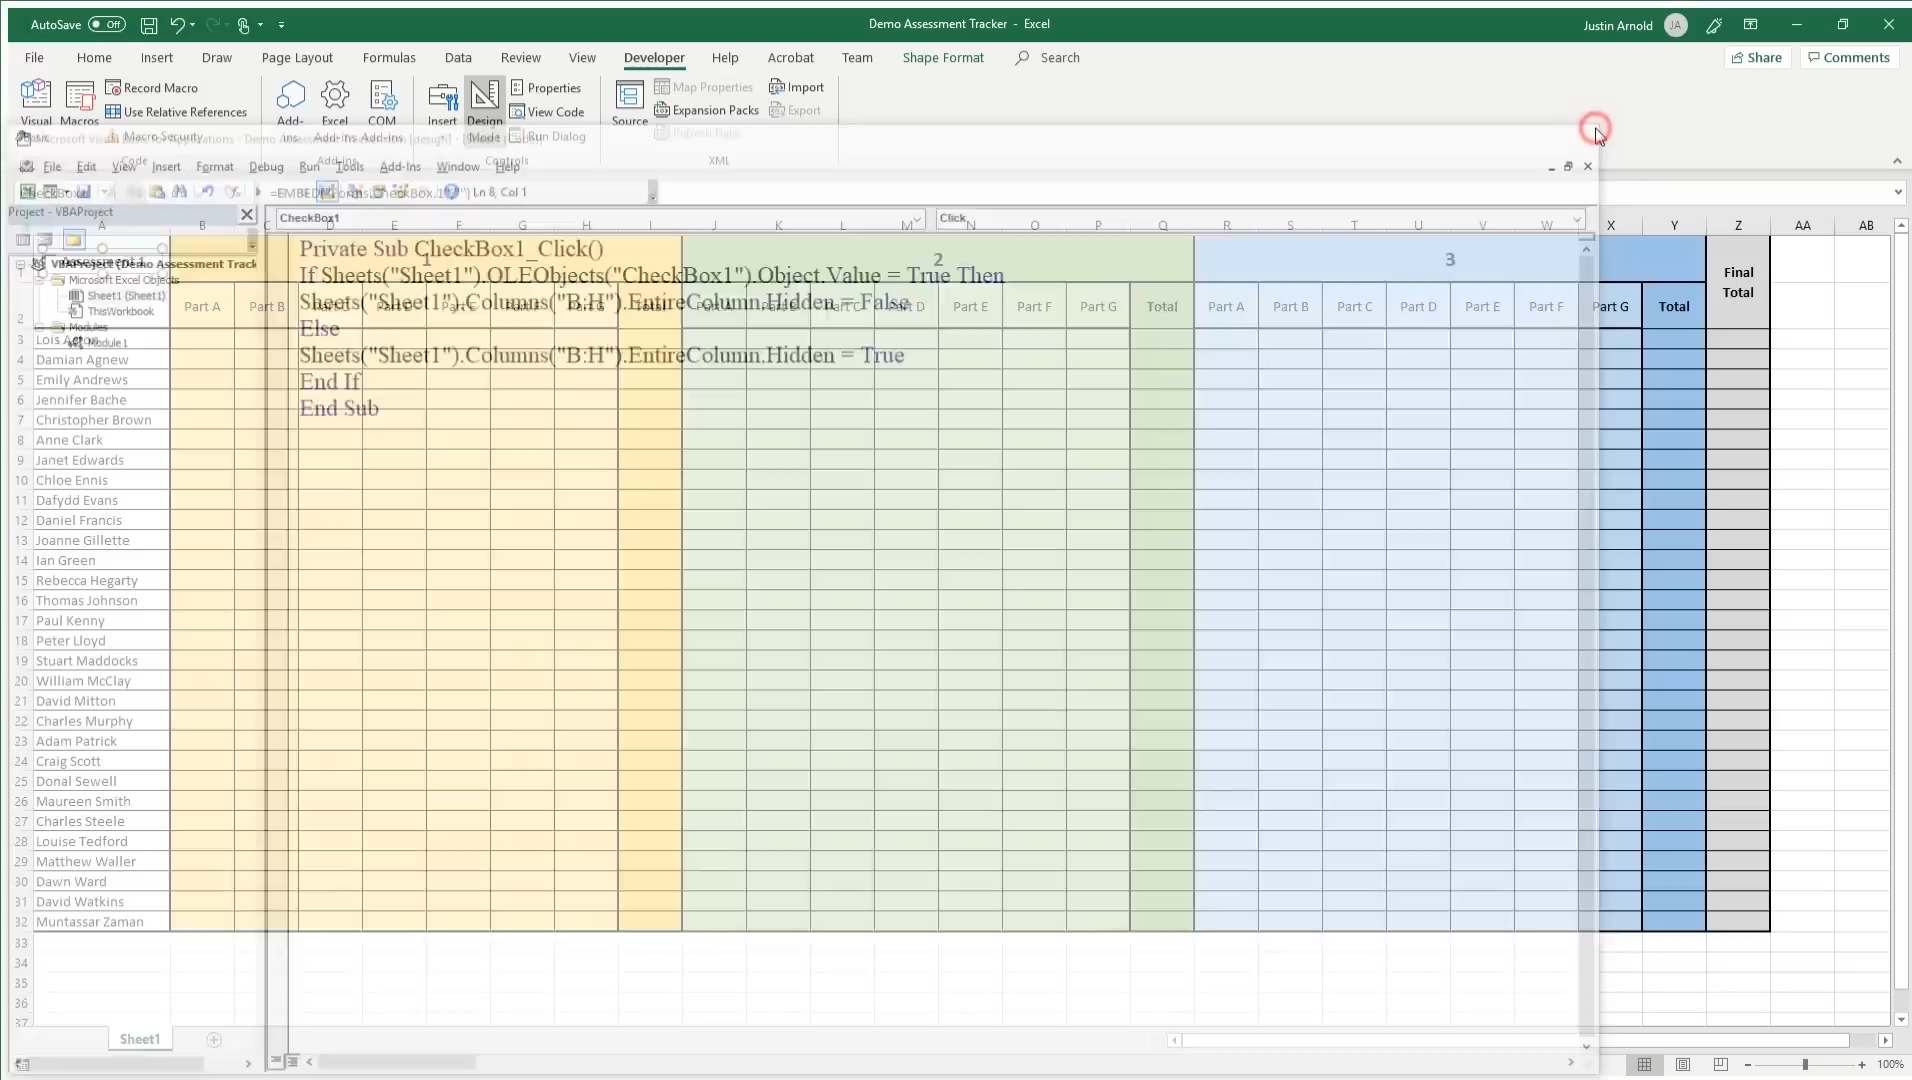 AutoSave Off
Demo Assessment Tracker - Excel
Justin Arnold JA
File Home Insert Draw Page Layout Formulas Data Review View Developer Help Acrobat Team Shape Format Search Share Comments
Record Macro
Use Relative References
Macro Security
Visual Basic Macros
Add-ins Excel Add-ins COM Add-ins
Insert Design Mode
Properties
View Code
Run Dialog
Source
Map Properties
Expansion Packs
Refresh Data
Import
Export
Code Add-ins Controls XML
Microsoft Visual Basic for Applications - Demo Assessment Tracker [design] -
File Edit View Insert Format Debug Run Tools Add-Ins Window Help
CheckBox1
=EMBED("Forms.CheckBox.1","")
Ln 8, Col 1
Project - VBAProject
CheckBox1 Click
A B C D E F G H I J K L M N O P Q R S T U V W X Y Z AA AB
Assessment 1
VBAProject (Demo Assessment Track
Microsoft Excel Objects
Sheet1 (Sheet1)
ThisWorkbook
Modules
Module1
Private Sub CheckBox1_Click()
If Sheets("Sheet1").OLEObjects("CheckBox1").Object.Value = True Then
Sheets("Sheet1").Columns("B:H").EntireColumn.Hidden = False
Else
Sheets("Sheet1").Columns("B:H").EntireColumn.Hidden = True
End If
End Sub
1 2 3
Final Total
2 Part A Part B Part C Part D Part E Part F Part G Total Part A Part B Part C Part D Part E Part F Part G Total Part A Part B Part C Part D Part E Part F Part G Total
3 Lois Acton
4 Damian Agnew
5 Emily Andrews
6 Jennifer Bache
7 Christopher Brown
8 Anne Clark
9 Janet Edwards
10 Chloe Ennis
11 Dafydd Evans
12 Daniel Francis
13 Joanne Gillette
14 Ian Green
15 Rebecca Hegarty
16 Thomas Johnson
17 Paul Kenny
18 Peter Lloyd
19 Stuart Maddocks
20 William McClay
21 David Mitton
22 Charles Murphy
23 Adam Patrick
24 Craig Scott
25 Donal Sewell
26 Maureen Smith
27 Charles Steele
28 Louise Tedford
29 Matthew Waller
30 Dawn Ward
31 David Watkins
32 Muntassar Zaman
33
34
35
36
37
Sheet1
100%